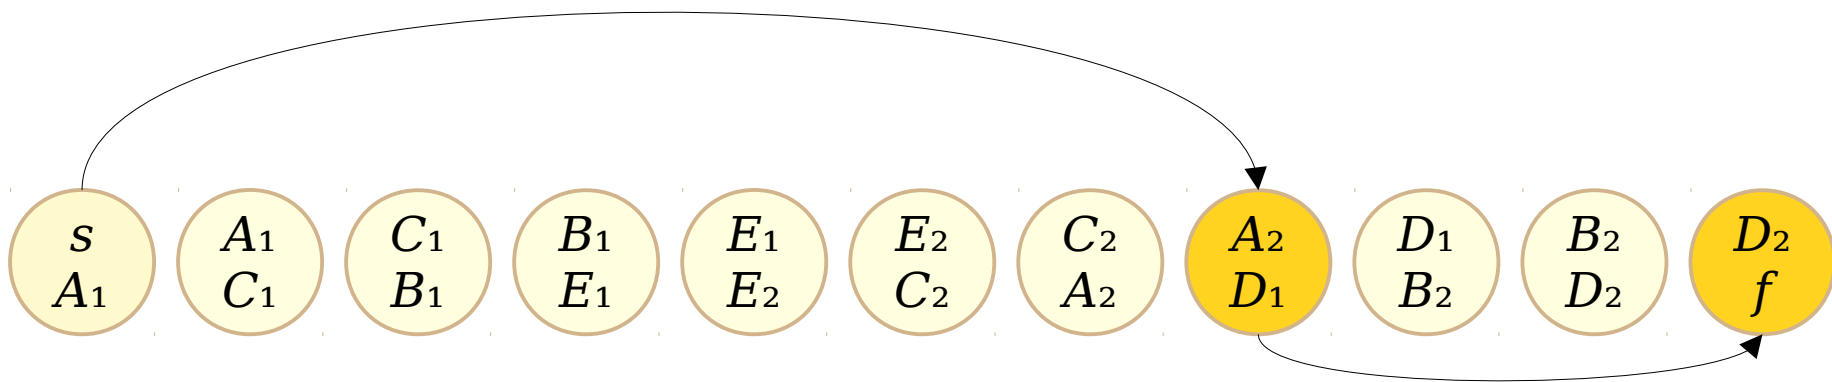 s A₁ C₁ B₁ E₁ E₂ C₂ A₂ D₁ B₂ D₂
A₁ C₁ B₁ E₁ E₂ C₂ A₂ D₁ B₂ D₂ f